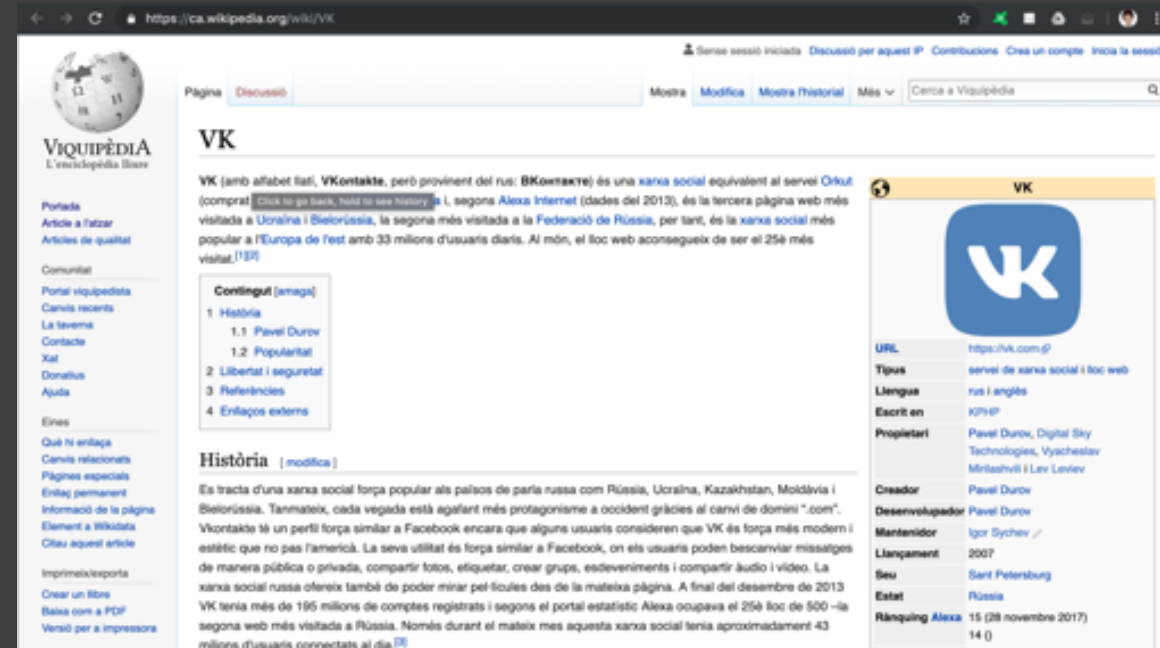 https://ca.wikipedia.org/wiki/VK
Sense sessió iniciada Discussió per aquest IP Contribucions Crea un compte Inicia la sessió
Pàgina Discussió Mostra Modifica Mostra l'historial Més Cerca a Viquipèdia
VIQUIPÈDIA
L'enciclopèdia lliure
Portada
Article a l'atzar
Articles de qualitat
Comunitat
Portal viquipedista
Canvis recents
La taverna
Contacte
Xat
Donatius
Ajuda
Eines
Què hi enllaça
Canvis relacionats
Pàgines especials
Enllaç permanent
Informació de la pàgina
Element a Wikidata
Citau aquest article
Imprimeix/exporta
Crear un llibre
Baixa com a PDF
Versió per a impressora
VK
VK (amb alfabet llatí, VKontakte, però provinent del rus: ВКонтакте) és una xarxa social equivalent al servei Orkut
(comprat Click to go back, hold to see history a i, segons Alexa Internet (dades del 2013), és la tercera pàgina web més
visitada a Ucraïna i Bielorússia, la segona més visitada a la Federació de Rússia, per tant, és la xarxa social més
popular a l'Europa de l'est amb 33 milions d'usuaris diaris. Al món, el lloc web aconsegueix de ser el 25è més
visitat.[1][2]
Contingut [amaga]
1 Història
1.1 Pavel Durov
1.2 Popularitat
2 Llibertat i seguretat
3 Referències
4 Enllaços externs
Història [modifica]
Es tracta d'una xarxa social força popular als països de parla russa com Rússia, Ucraïna, Kazakhstan, Moldàvia i
Bielorússia. Tanmateix, cada vegada està agafant més protagonisme a occident gràcies al canvi de domini ".com".
Vkontakte té un perfil força similar a Facebook encara que alguns usuaris consideren que VK és força més modern i
estètic que no pas l'americà. La seva utilitat és força similar a Facebook, on els usuaris poden bescanviar missatges
de manera pública o privada, compartir fotos, etiquetar, crear grups, esdeveniments i compartir àudio i vídeo. La
xarxa social russa ofereix també de poder mirar pel·lícules des de la mateixa pàgina. A final del desembre de 2013
VK tenia més de 195 milions de comptes registrats i segons el portal estatístic Alexa ocupava el 25è lloc de 500 –la
segona web més visitada a Rússia. Només durant el mateix mes aquesta xarxa social tenia aproximadament 43
milions d'usuaris connectats al dia.[3]
VK
VK
URL https://vk.com
Tipus servei de xarxa social i lloc web
Llengua rus i anglès
Escrit en KPHP
Propietari Pavel Durov, Digital Sky
Technologies, Vyacheslav
Mirilashvili i Lev Leviev
Creador Pavel Durov
Desenvolupador Pavel Durov
Mantenidor Igor Sychev
Llançament 2007
Seu Sant Petersburg
Estat Rússia
Rànquing Alexa 15 (28 novembre 2017)
14 ()